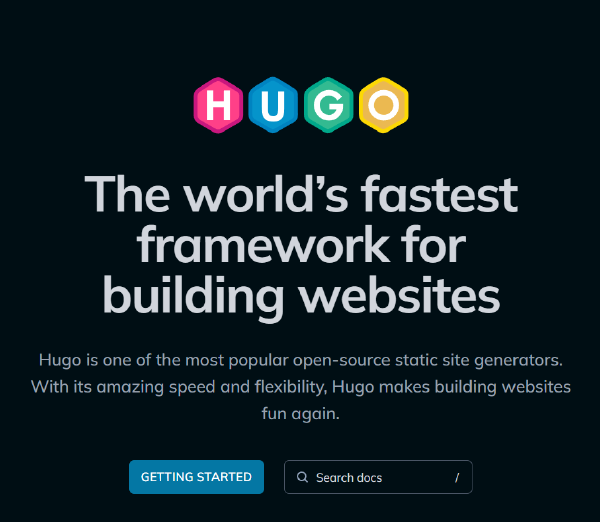 HUGO
The world’s fastest
framework for
building websites
Hugo is one of the most popular open-source static site generators.
With its amazing speed and flexibility, Hugo makes building websites
fun again.
GETTING STARTED
Search docs /